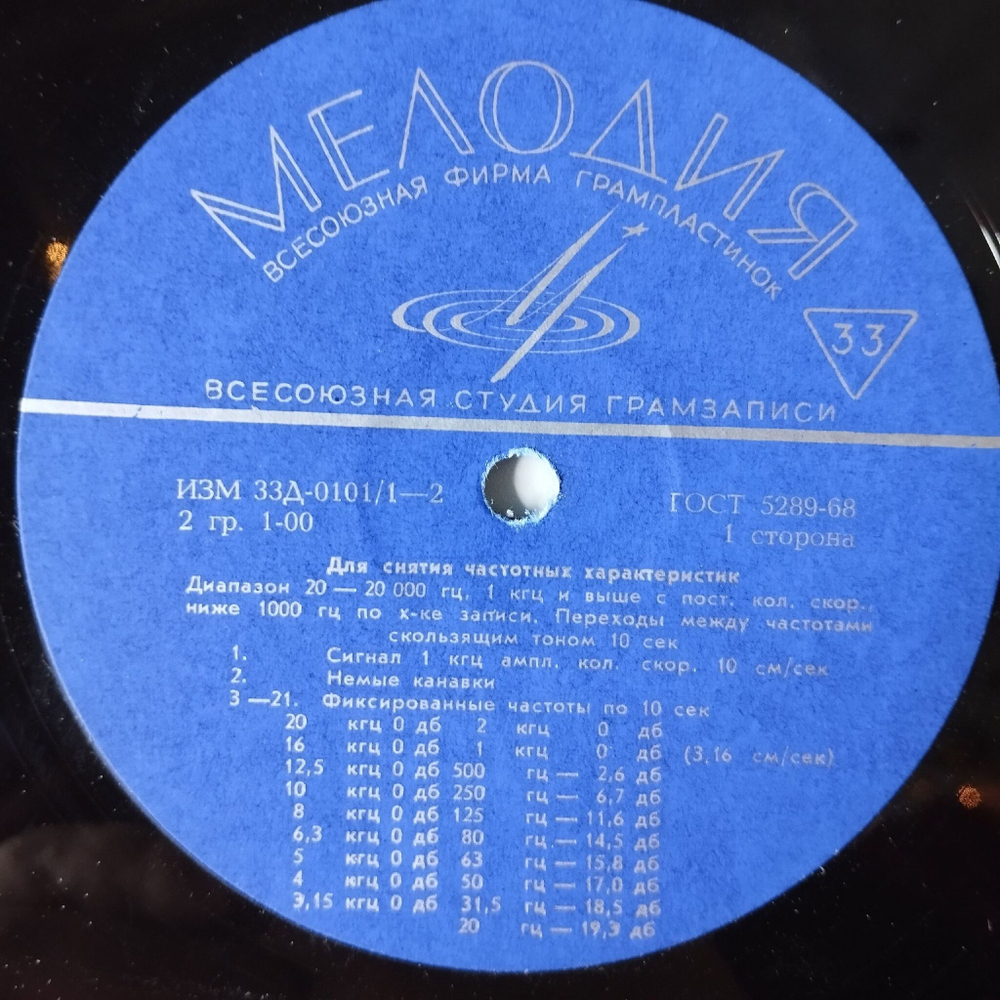 МЕЛОДИЯ
ВСЕСОЮЗНАЯ ФИРМА ГРАМПЛАСТИНОК
33
ВСЕСОЮЗНАЯ СТУДИЯ ГРАМЗАПИСИ
ИЗМ 33Д-0101/1—2 ГОСТ 5289-68
2 гр. 1-00 1 сторона
Для снятия частотных характеристик
Диапазон 20 — 20 000 гц, 1 кгц и выше с пост. кол. скор.,
ниже 1000 гц по х-ке записи. Переходы между частотами
скользящим тоном 10 сек
1. Сигнал 1 кгц ампл. кол. скор. 10 см/сек
2. Немые канавки
3 —21. Фиксированные частоты по 10 сек
20 кгц 0 дб 2 кгц 0 дб
16 кгц 0 дб 1 кгц 0 дб (3,16 см/сек)
12,5 кгц 0 дб 500 гц — 2,6 дб
10 кгц 0 дб 250 гц — 6,7 дб
8 кгц 0 дб 125 гц — 11,6 дб
6,3 кгц 0 дб 80 гц — 14,5 дб
5 кгц 0 дб 63 гц — 15,8 дб
4 кгц 0 дб 50 гц — 17,0 дб
3,15 кгц 0 дб 31,5 гц — 18,5 дб
20 гц — 19,3 дб